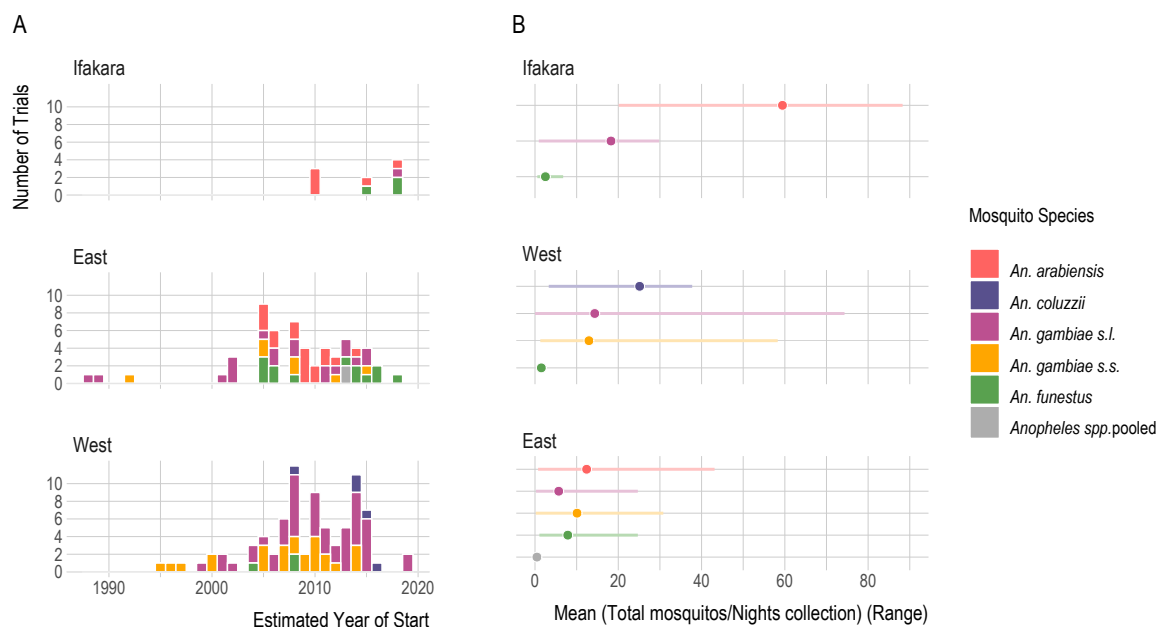 A
Ifakara
Number of Trials
10
8
6
4
2
0
East
10
8
6
4
2
0
West
10
8
6
4
2
0
1990 2000 2010 2020
Estimated Year of Start
B
Ifakara
West
East
0 20 40 60 80
Mean (Total mosquitos/Nights collection) (Range)
Mosquito Species
An. arabiensis
An. coluzzii
An. gambiae s.l.
An. gambiae s.s.
An. funestus
Anopheles spp.pooled